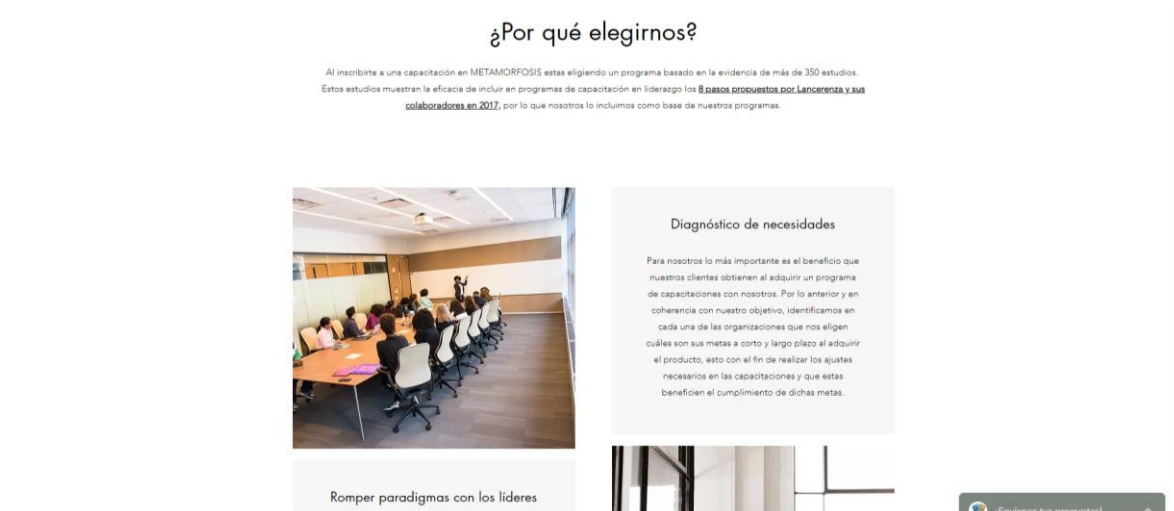 ¿Por qué elegirnos?
Al inscribirte a una capacitación en METAMORFOSIS estas eligiendo un programa basado en la evidencia de más de 350 estudios.
Estos estudios muestran la eficacia de incluir en programas de capacitación en liderazgo los 8 pasos propuestos por Lancerenza y sus
colaboradores en 2017, por lo que nosotros lo incluimos como base de nuestros programas.
Diagnóstico de necesidades
Para nosotros lo más importante es el beneficio que
nuestros clientes obtienen al adquirir un programa
de capacitaciones con nosotros. Por lo anterior y en
coherencia con nuestro objetivo, identificamos en
cada una de las organizaciones que nos eligen
cuáles son sus metas a corto y largo plazo al adquirir
el producto, esto con el fin de realizar los ajustes
necesarios en las capacitaciones y que estas
beneficien el cumplimiento de dichas metas.
Romper paradigmas con los líderes